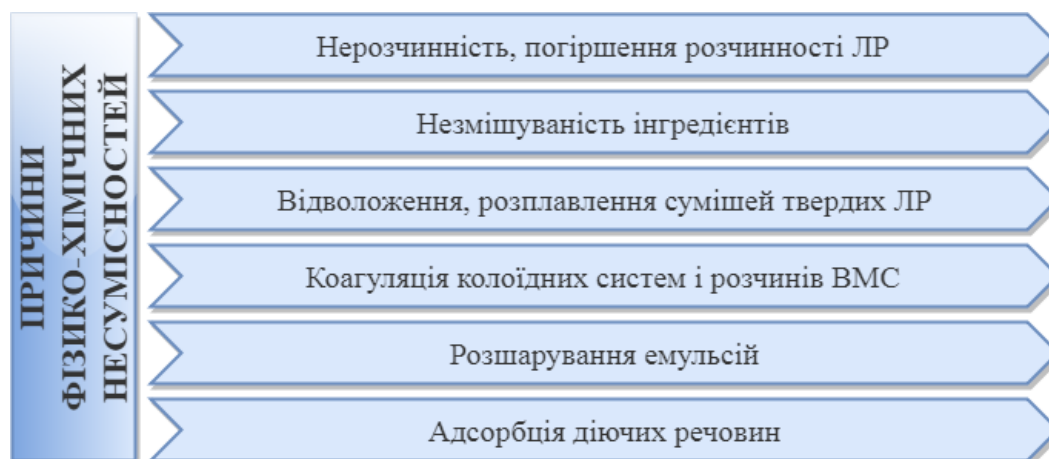 ПРИЧИНИ
ФІЗИКО-ХІМІЧНИХ
НЕСУМІСНОСТЕЙ
Нерозчинність, погіршення розчинності ЛР
Незмішуваність інгредієнтів
Відволоження, розплавлення сумішей твердих ЛР
Коагуляція колоїдних систем і розчинів ВМС
Розшарування емульсій
Адсорбція діючих речовин